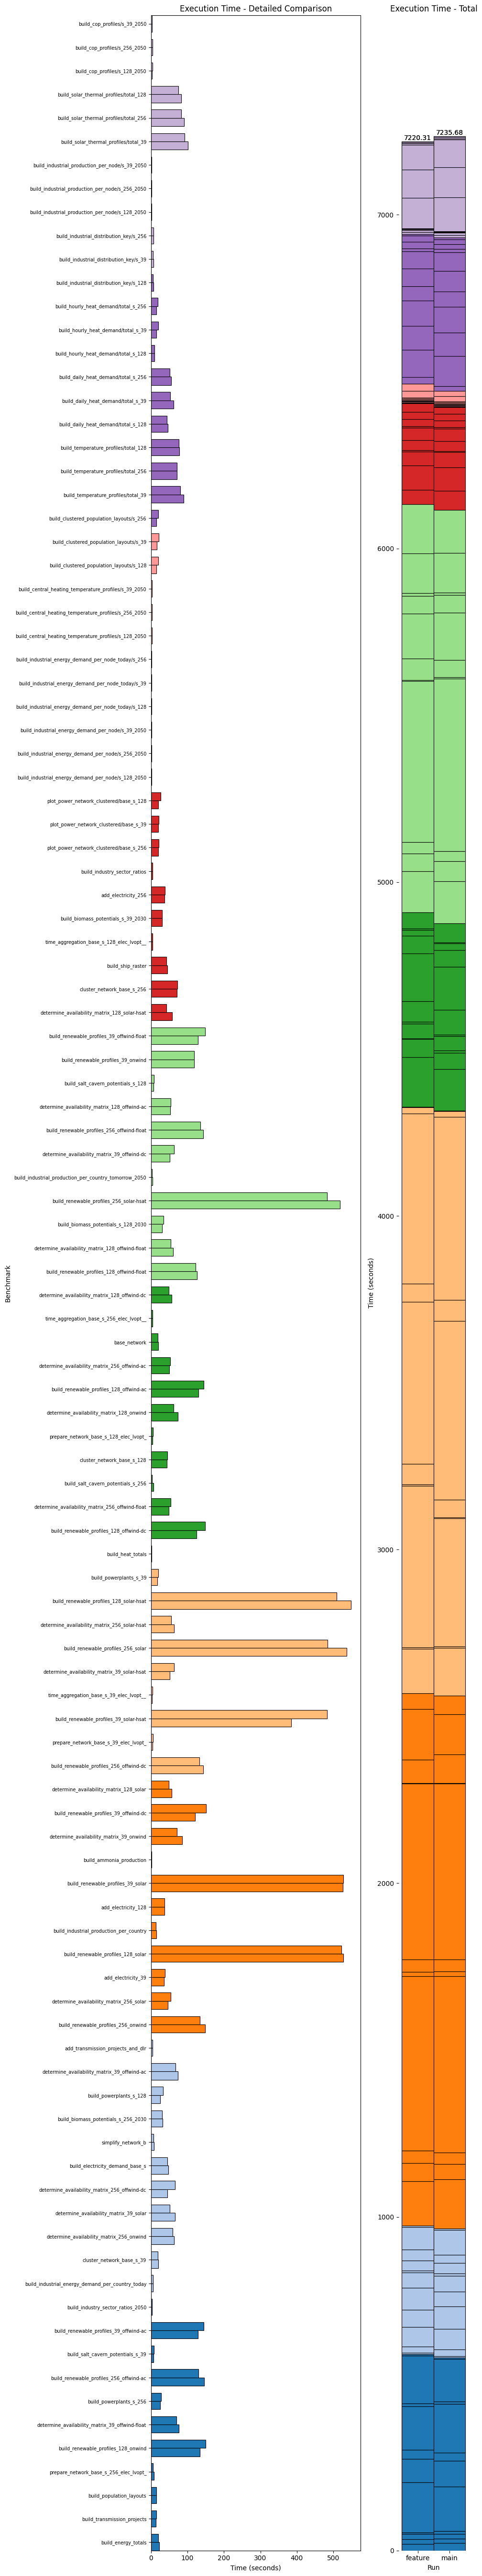 Execution Time - Detailed Comparison
build_cop_profiles/s_39_2050
build_cop_profiles/s_256_2050
build_cop_profiles/s_128_2050
build_solar_thermal_profiles/total_128
build_solar_thermal_profiles/total_256
build_solar_thermal_profiles/total_39
build_industrial_production_per_node/s_39_2050
build_industrial_production_per_node/s_256_2050
build_industrial_production_per_node/s_128_2050
build_industrial_distribution_key/s_256
build_industrial_distribution_key/s_39
build_industrial_distribution_key/s_128
build_hourly_heat_demand/total_s_256
build_hourly_heat_demand/total_s_39
build_hourly_heat_demand/total_s_128
build_daily_heat_demand/total_s_256
build_daily_heat_demand/total_s_39
build_daily_heat_demand/total_s_128
build_temperature_profiles/total_128
build_temperature_profiles/total_256
build_temperature_profiles/total_39
build_clustered_population_layouts/s_256
build_clustered_population_layouts/s_39
build_clustered_population_layouts/s_128
build_central_heating_temperature_profiles/s_39_2050
build_central_heating_temperature_profiles/s_256_2050
build_central_heating_temperature_profiles/s_128_2050
build_industrial_energy_demand_per_node_today/s_256
build_industrial_energy_demand_per_node_today/s_39
build_industrial_energy_demand_per_node_today/s_128
build_industrial_energy_demand_per_node/s_39_2050
build_industrial_energy_demand_per_node/s_256_2050
build_industrial_energy_demand_per_node/s_128_2050
plot_power_network_clustered/base_s_128
plot_power_network_clustered/base_s_39
plot_power_network_clustered/base_s_256
build_industry_sector_ratios
add_electricity_256
build_biomass_potentials_s_39_2030
time_aggregation_base_s_128_elec_lvopt__
build_ship_raster
cluster_network_base_s_256
determine_availability_matrix_128_solar-hsat
build_renewable_profiles_39_offwind-float
build_renewable_profiles_39_onwind
build_salt_cavern_potentials_s_128
determine_availability_matrix_128_offwind-ac
build_renewable_profiles_256_offwind-float
determine_availability_matrix_39_offwind-dc
build_industrial_production_per_country_tomorrow_2050
build_renewable_profiles_256_solar-hsat
build_biomass_potentials_s_128_2030
determine_availability_matrix_128_offwind-float
build_renewable_profiles_128_offwind-float
determine_availability_matrix_128_offwind-dc
time_aggregation_base_s_256_elec_lvopt__
base_network
determine_availability_matrix_256_offwind-ac
build_renewable_profiles_128_offwind-ac
determine_availability_matrix_128_onwind
prepare_network_base_s_128_elec_lvopt_
cluster_network_base_s_128
build_salt_cavern_potentials_s_256
determine_availability_matrix_256_offwind-float
build_renewable_profiles_128_offwind-dc
build_heat_totals
build_powerplants_s_39
build_renewable_profiles_128_solar-hsat
determine_availability_matrix_256_solar-hsat
build_renewable_profiles_256_solar
determine_availability_matrix_39_solar-hsat
time_aggregation_base_s_39_elec_lvopt__
build_renewable_profiles_39_solar-hsat
prepare_network_base_s_39_elec_lvopt_
build_renewable_profiles_256_offwind-dc
determine_availability_matrix_128_solar
build_renewable_profiles_39_offwind-dc
determine_availability_matrix_39_onwind
build_ammonia_production
build_renewable_profiles_39_solar
add_electricity_128
build_industrial_production_per_country
build_renewable_profiles_128_solar
add_electricity_39
determine_availability_matrix_256_solar
build_renewable_profiles_256_onwind
add_transmission_projects_and_dlr
determine_availability_matrix_39_offwind-ac
build_powerplants_s_128
build_biomass_potentials_s_256_2030
simplify_network_b
build_electricity_demand_base_s
determine_availability_matrix_256_offwind-dc
determine_availability_matrix_39_solar
determine_availability_matrix_256_onwind
cluster_network_base_s_39
build_industrial_energy_demand_per_country_today
build_industry_sector_ratios_2050
build_renewable_profiles_39_offwind-ac
build_salt_cavern_potentials_s_39
build_renewable_profiles_256_offwind-ac
build_powerplants_s_256
determine_availability_matrix_39_offwind-float
build_renewable_profiles_128_onwind
prepare_network_base_s_256_elec_lvopt_
build_population_layouts
build_transmission_projects
build_energy_totals
Benchmark
0 100 200 300 400 500
Time (seconds)
Execution Time - Total
7220.31 7235.68
7000
6000
5000
4000
3000
2000
1000
0
Time (seconds)
feature main
Run